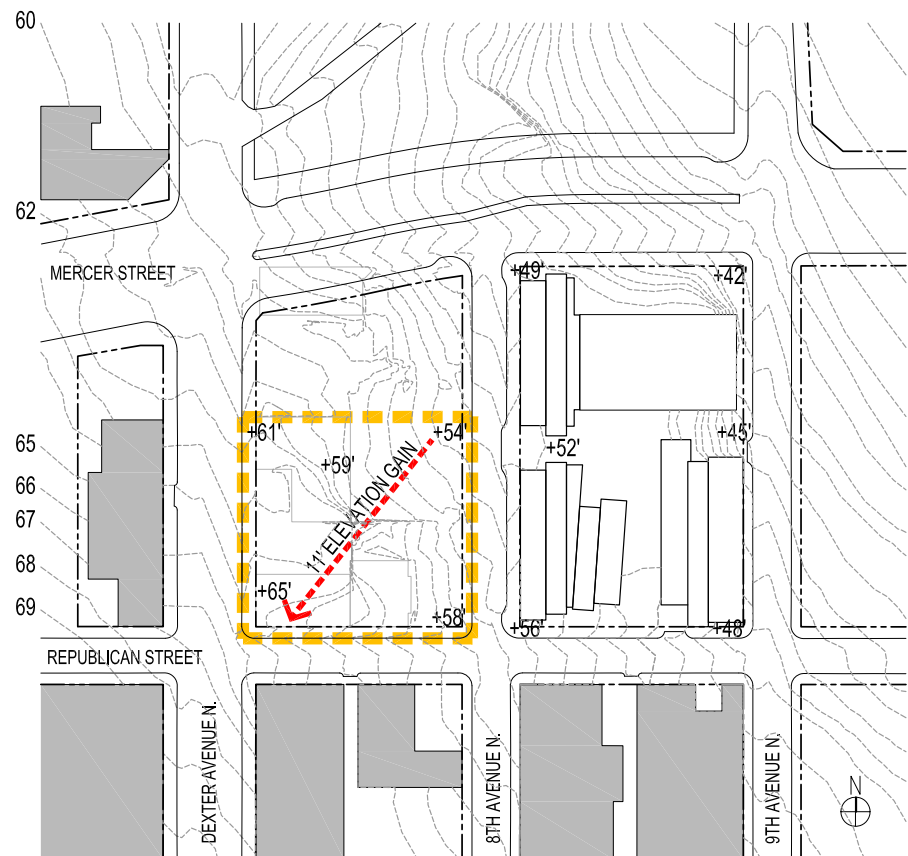 60
62
MERCER STREET
+49'
+42'
+61'
+54'
65
+52'
+45'
+59'
66
11' ELEVATION GAIN
67
68
+65'
69
+58'
+56'
+48'
REPUBLICAN STREET
DEXTER AVENUE N.
8TH AVENUE N.
9TH AVENUE N.
N